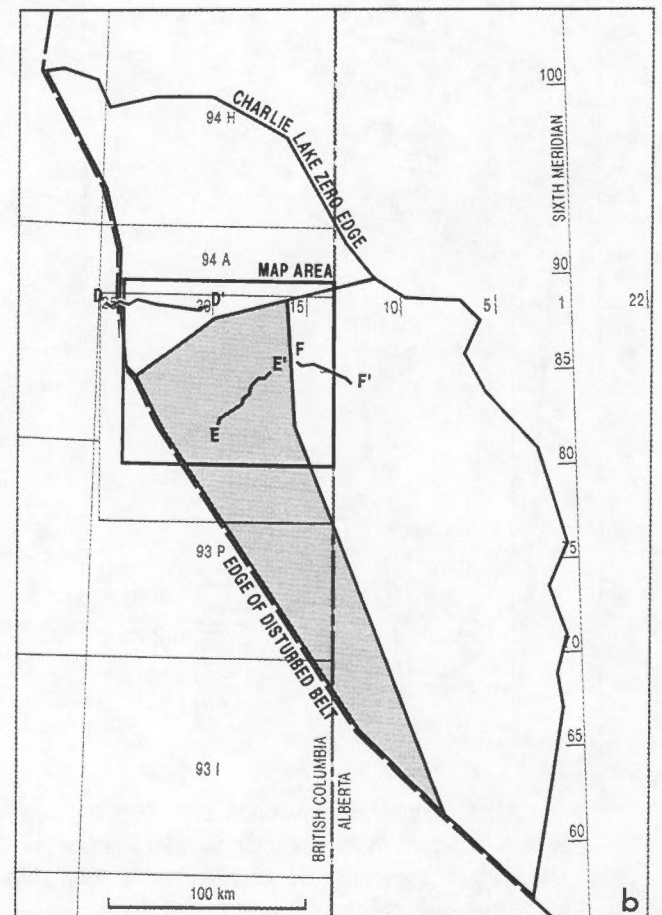 100
94 H
CHARLIE LAKE ZERO EDGE
SIXTH MERIDIAN
94 A
MAP AREA
90
D
25
20
D'
15
10
5
1
22
E'
F
F'
85
E
80
93 P
EDGE OF DISTURBED BELT
75
70
65
93 I
BRITISH COLUMBIA
ALBERTA
60
100 km
b